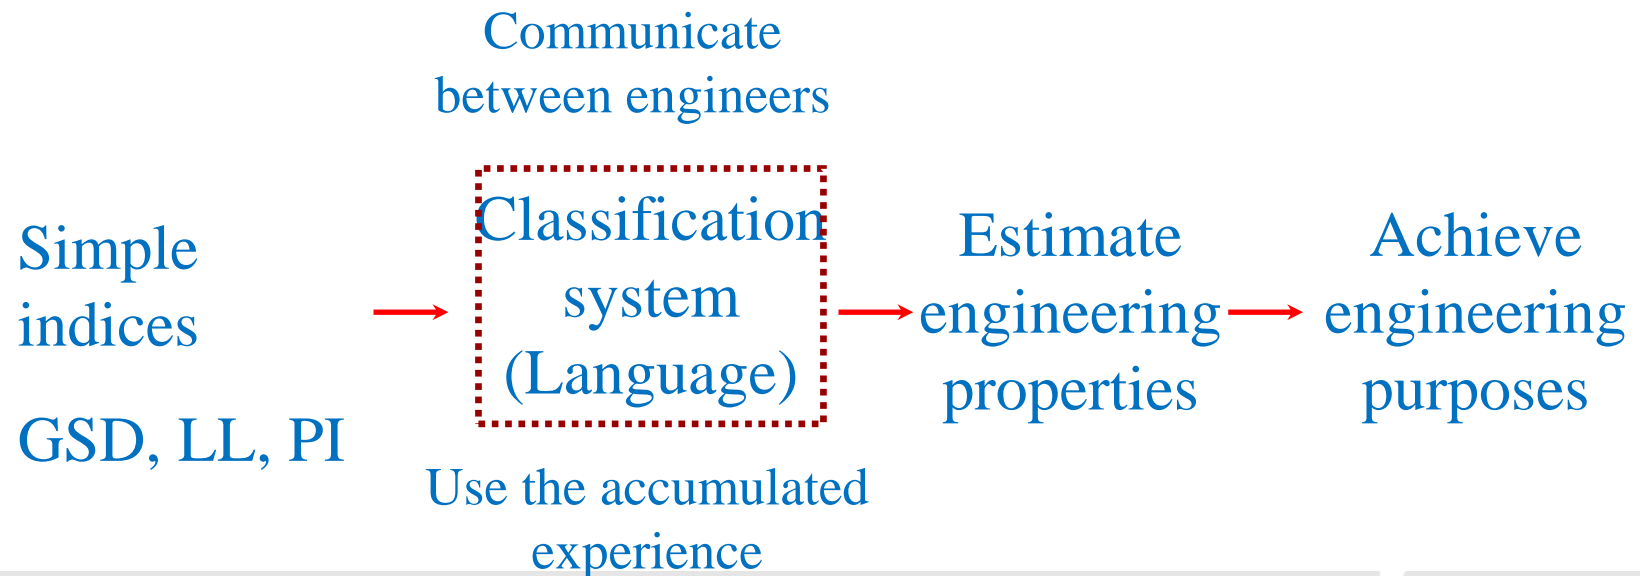 Communicate
between engineers
Simple
indices
GSD, LL, PI
Classification
system
(Language)
Use the accumulated
experience
Estimate
engineering
properties
Achieve
engineering
purposes